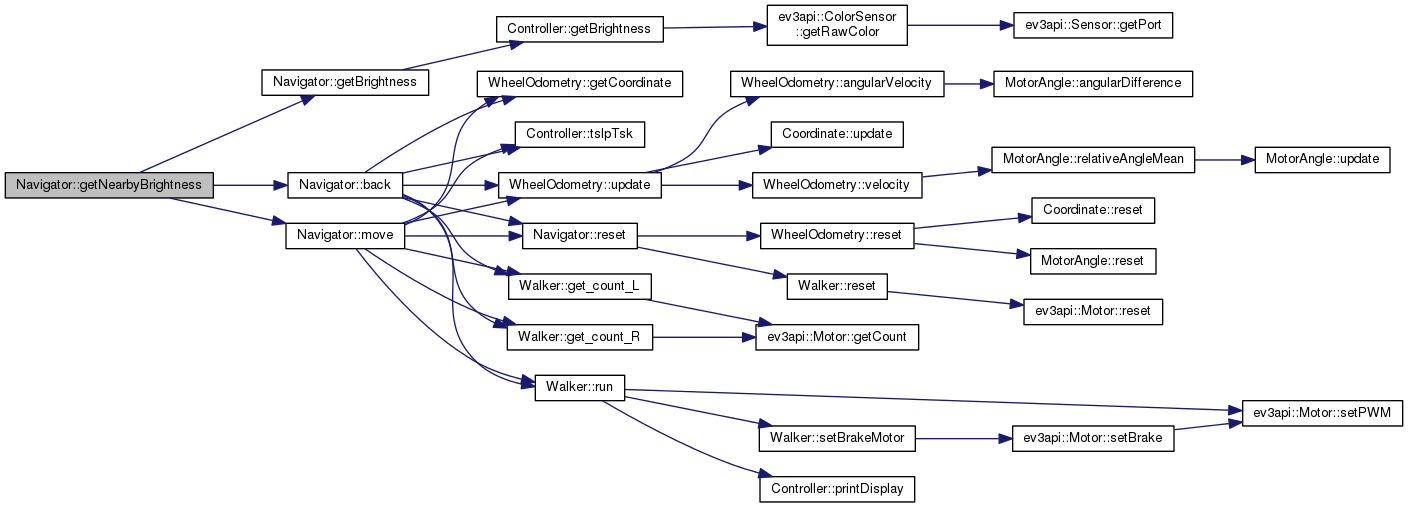 Navigator::getNearbyBrightness
Navigator::getBrightness
Navigator::back
Navigator::move
Controller::getBrightness
WheelOdometry::getCoordinate
Controller::tslpTsk
WheelOdometry::update
Navigator::reset
Walker::get_count_L
Walker::get_count_R
Walker::run
ev3api::ColorSensor
::getRawColor
WheelOdometry::angularVelocity
Coordinate::update
WheelOdometry::velocity
WheelOdometry::reset
Walker::reset
ev3api::Motor::getCount
Walker::setBrakeMotor
Controller::printDisplay
ev3api::Sensor::getPort
MotorAngle::angularDifference
MotorAngle::relativeAngleMean
Coordinate::reset
MotorAngle::reset
ev3api::Motor::reset
ev3api::Motor::setBrake
MotorAngle::update
ev3api::Motor::setPWM